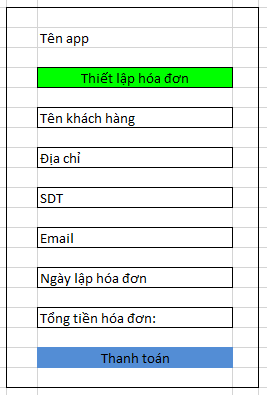 Tên app
Thiết lập hóa đơn
Tên khách hàng
Địa chỉ
SDT
Email
Ngày lập hóa đơn
Tổng tiền hóa đơn:
Thanh toán